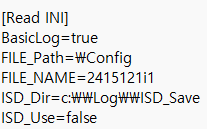 [Read INI]
BasicLog=true
FILE_Path=₩Config
FILE_NAME=2415121i1
ISD_Dir=c:₩₩Log₩₩ISD_Save
ISD_Use=false